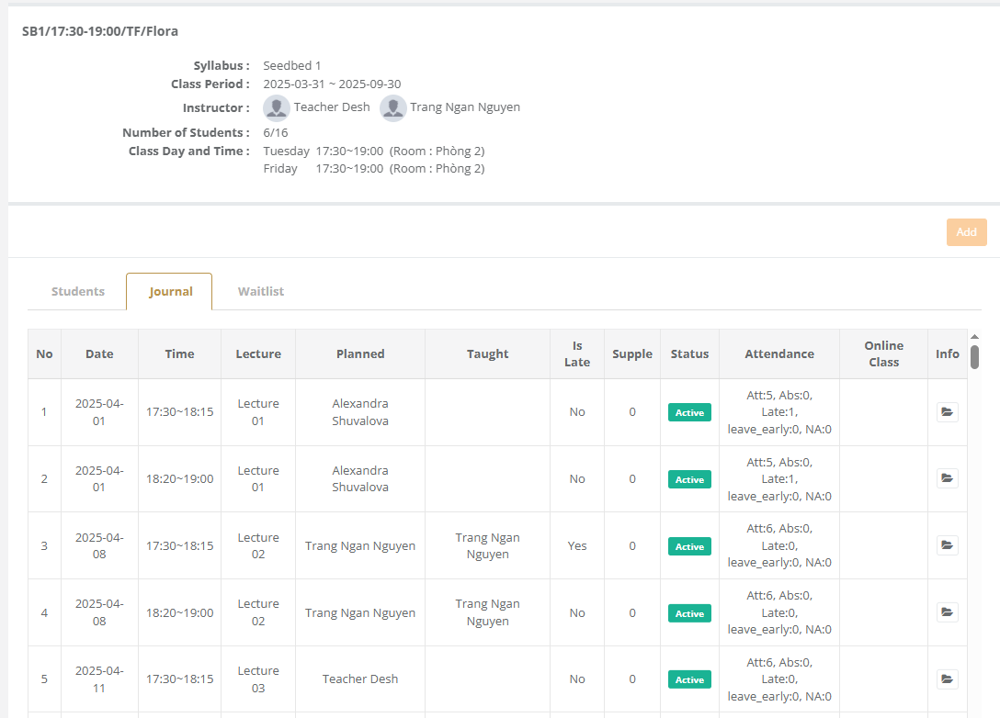 SB1/17:30-19:00/TF/Flora
Syllabus : Seedbed 1
Class Period : 2025-03-31 ~ 2025-09-30
Instructor : Teacher Desh Trang Ngan Nguyen
Number of Students : 6/16
Class Day and Time : Tuesday 17:30~19:00 (Room : Phòng 2)
Friday 17:30~19:00 (Room : Phòng 2)
Add
Students Journal Waitlist
No Date Time Lecture Planned Taught Is Late Supple Status Attendance Online Class Info
1 2025-04-01 17:30~18:15 Lecture 01 Alexandra Shuvalova No 0 Active Att:5, Abs:0, Late:1, leave_early:0, NA:0
2 2025-04-01 18:20~19:00 Lecture 01 Alexandra Shuvalova No 0 Active Att:5, Abs:0, Late:1, leave_early:0, NA:0
3 2025-04-08 17:30~18:15 Lecture 02 Trang Ngan Nguyen Trang Ngan Nguyen Yes 0 Active Att:6, Abs:0, Late:0, leave_early:0, NA:0
4 2025-04-08 18:20~19:00 Lecture 02 Trang Ngan Nguyen Trang Ngan Nguyen No 0 Active Att:6, Abs:0, Late:0, leave_early:0, NA:0
5 2025-04-11 17:30~18:15 Lecture 03 Teacher Desh No 0 Active Att:6, Abs:0, Late:0, leave_early:0, NA:0